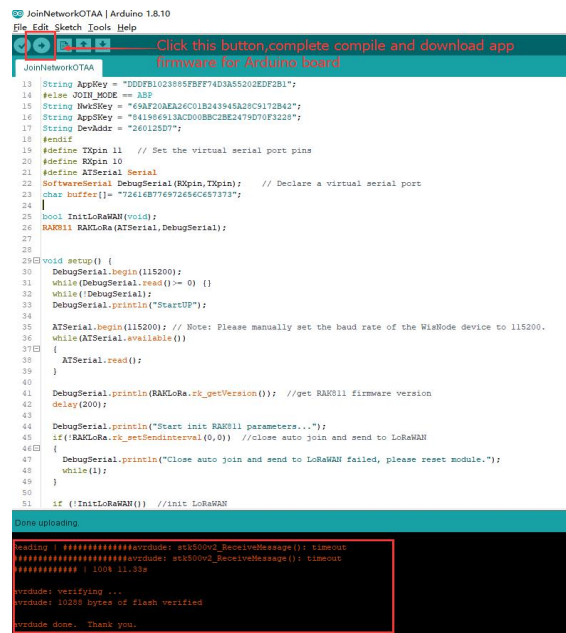 JoinNetworkOTAA | Arduino 1.8.10
File Edit Sketch Tools Help
Click this button,complete compile and download app
firmware for Arduino board
JoinNetworkOTAA
13 String AppKey = "DDDFB1023885FBFF74D3A55202EDF2B1";
14 #else JOIN_MODE == ABP
15 String NwkSKey = "69AF20AEA26C01B243945A28C9172B42";
16 String AppSKey = "841986913ACD00BBC2BE2479D70F3228";
17 String DevAddr = "260125D7";
18 #endif
19 #define TXpin 11 // Set the virtual serial port pins
20 #define RXpin 10
21 #define ATSerial Serial
22 SoftwareSerial DebugSerial(RXpin,TXpin); // Declare a virtual serial port
23 char buffer[]= "72616B776972656C657373";
24
25 bool InitLoRaWAN(void);
26 RAK811 RAKLoRa(ATSerial,DebugSerial);
27
28
29 void setup() {
30 DebugSerial.begin(115200);
31 while(DebugSerial.read()>= 0) {}
32 while(!DebugSerial);
33 DebugSerial.println("StartUP");
34
35 ATSerial.begin(115200); // Note: Please manually set the baud rate of the WisNode device to 115200.
36 while(ATSerial.available())
37 {
38 ATSerial.read();
39 }
40
41 DebugSerial.println(RAKLoRa.rk_getVersion()); //get RAK811 firmware version
42 delay(200);
43
44 DebugSerial.println("Start init RAK811 parameters...");
45 if(!RAKLoRa.rk_setSendinterval(0,0)) //close auto join and send to LoRaWAN
46 {
47 DebugSerial.println("Close auto join and send to LoRaWAN failed, please reset module.");
48 while(1);
49 }
50
51 if (!InitLoRaWAN()) //init LoRaWAN
Done uploading.
Reading | ##############avrdude: stk500v2_ReceiveMessage(): timeout
#######################avrdude: stk500v2_ReceiveMessage(): timeout
############# | 100% 11.33s
avrdude: verifying ...
avrdude: 10288 bytes of flash verified
avrdude done. Thank you.